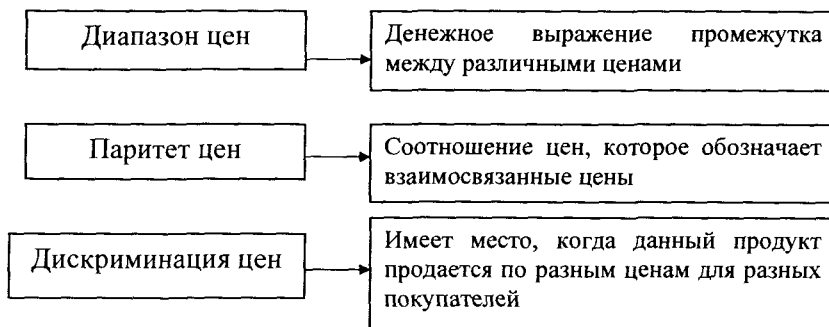 Диапазон цен
Денежное выражение промежутка
между различными ценами
Паритет цен
Соотношение цен, которое обозначает
взаимосвязанные цены
Дискриминация цен
Имеет место, когда данный продукт
продается по разным ценам для разных
покупателей